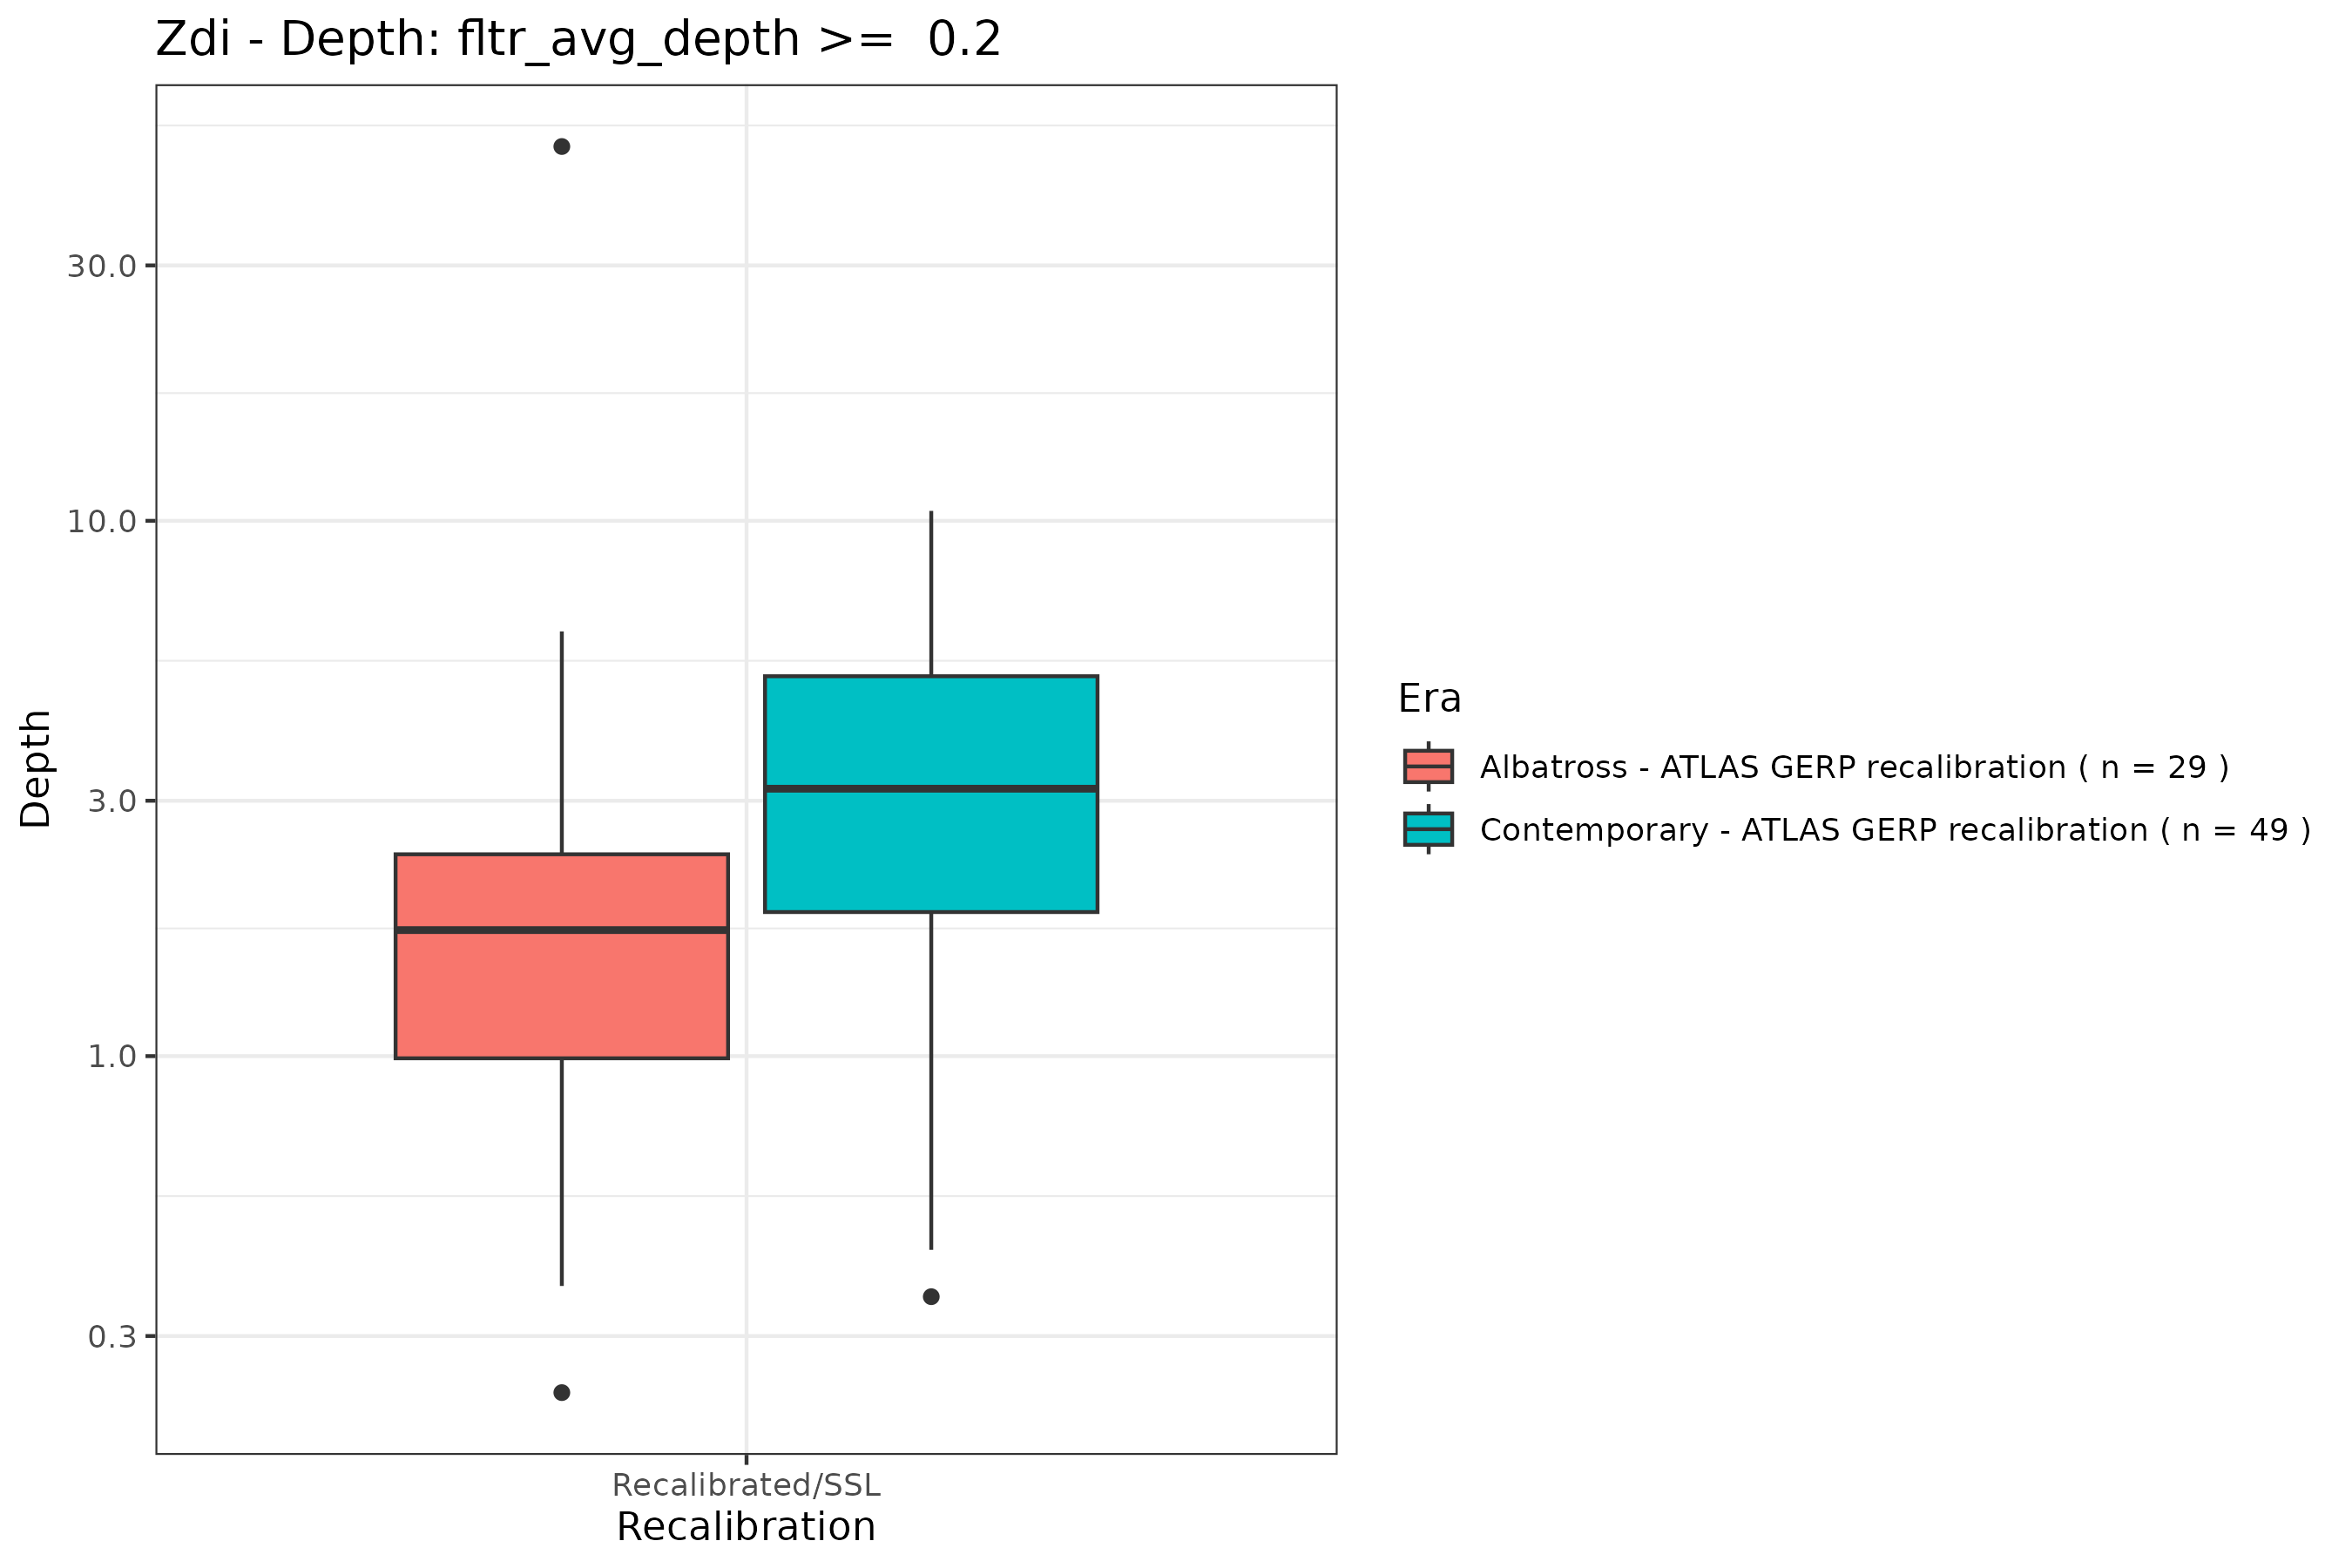 Zdi - Depth: fltr_avg_depth >=  0.2
Depth
30.0
10.0
3.0
1.0
0.3
Recalibrated/SSL
Recalibration
Era
Albatross - ATLAS GERP recalibration ( n = 29 )
Contemporary - ATLAS GERP recalibration ( n = 49 )